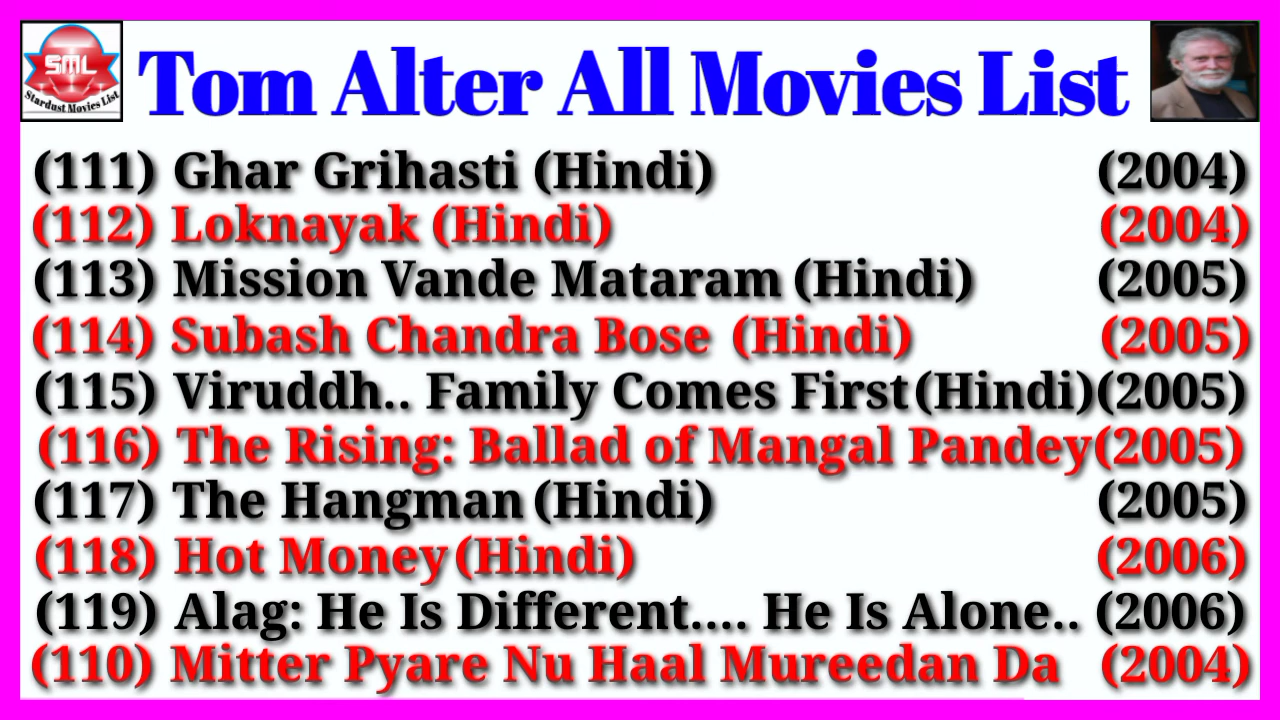 SML
Stardust Movies List
Tom Alter All Movies List
(111) Ghar Grihasti (Hindi) (2004)
(112) Loknayak (Hindi) (2004)
(113) Mission Vande Mataram (Hindi) (2005)
(114) Subash Chandra Bose (Hindi) (2005)
(115) Viruddh.. Family Comes First (Hindi) (2005)
(116) The Rising: Ballad of Mangal Pandey (2005)
(117) The Hangman (Hindi) (2005)
(118) Hot Money (Hindi) (2006)
(119) Alag: He Is Different.... He Is Alone.. (2006)
(110) Mitter Pyare Nu Haal Mureedan Da (2004)